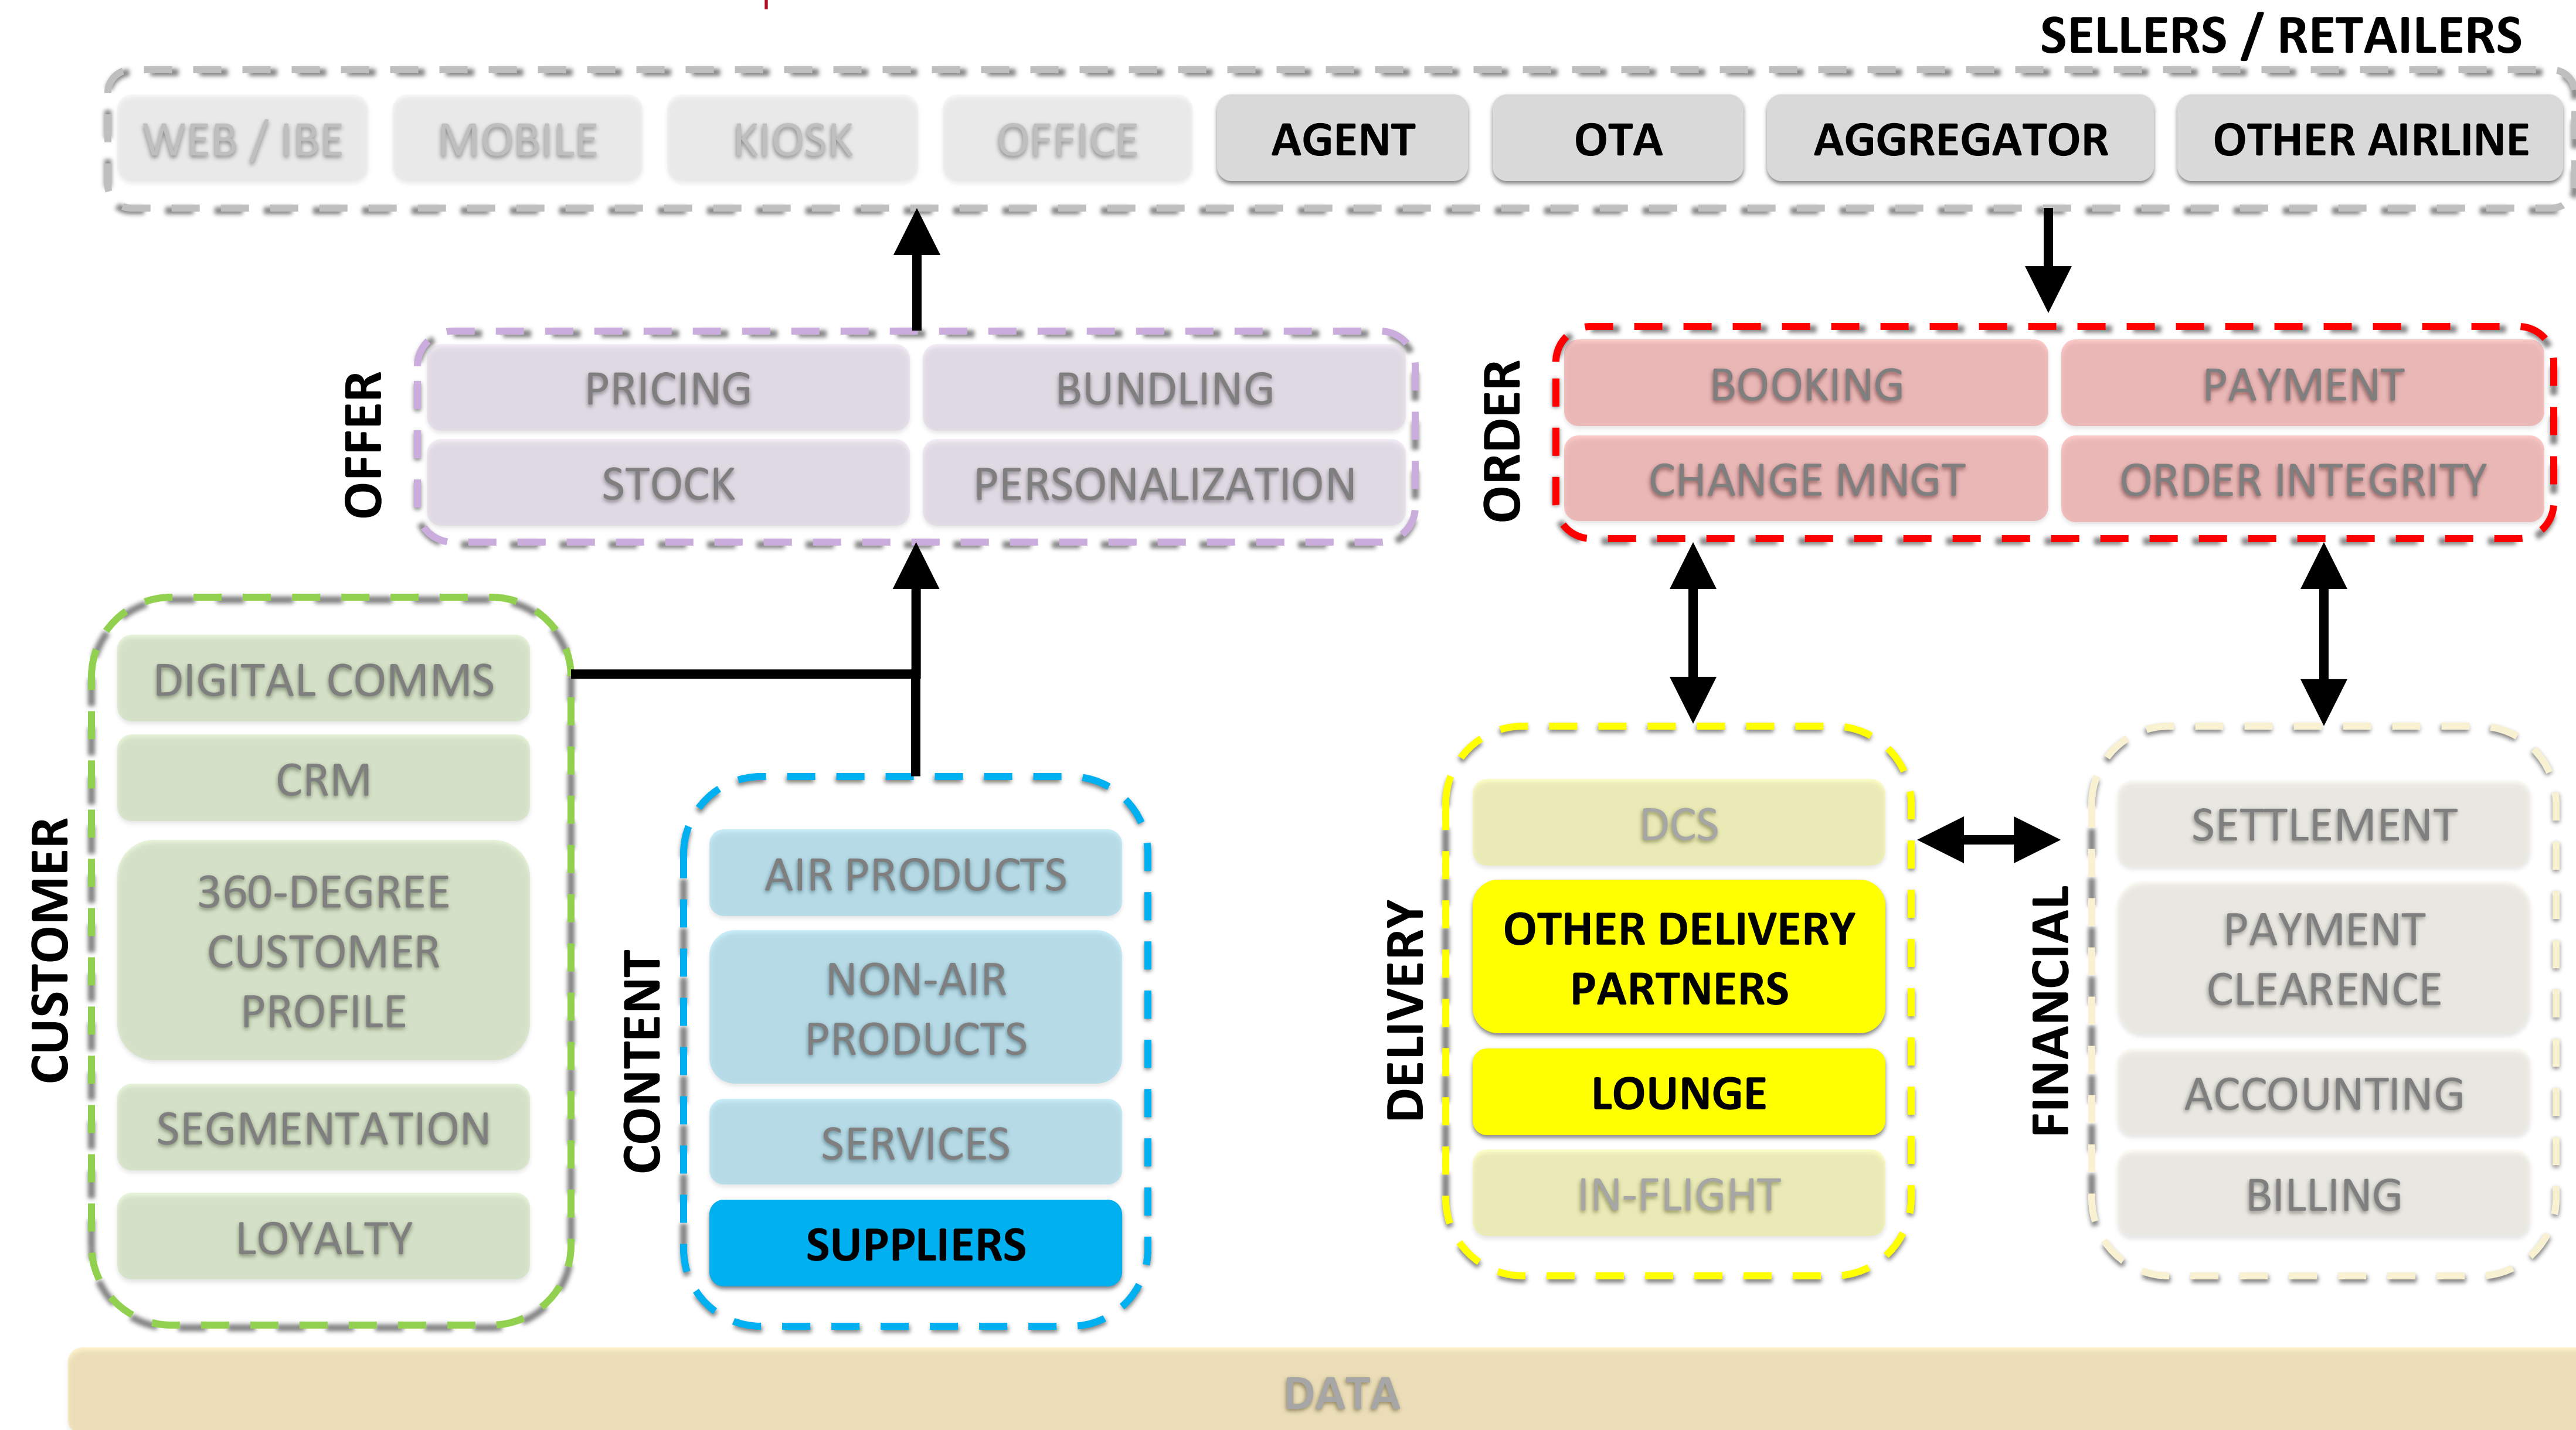 SELLERS / RETAILERS
WEB / IBE
MOBILE
KIOSK
OFFICE
AGENT
OTA
AGGREGATOR
OTHER AIRLINE
OFFER
PRICING
BUNDLING
STOCK
PERSONALIZATION
ORDER
BOOKING
PAYMENT
CHANGE MNGT
ORDER INTEGRITY
CUSTOMER
DIGITAL COMMS
CRM
360-DEGREE
CUSTOMER
PROFILE
SEGMENTATION
LOYALTY
CONTENT
AIR PRODUCTS
NON-AIR
PRODUCTS
SERVICES
SUPPLIERS
DELIVERY
DCS
OTHER DELIVERY
PARTNERS
LOUNGE
IN-FLIGHT
FINANCIAL
SETTLEMENT
PAYMENT
CLEARENCE
ACCOUNTING
BILLING
DATA